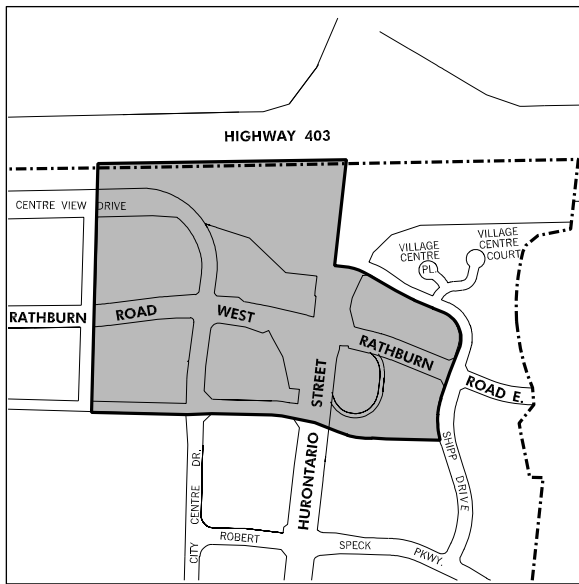 HIGHWAY 403
CENTRE VIEW DRIVE
VILLAGE
CENTRE
COURT
VILLAGE
CENTRE
PL.
RATHBURN ROAD WEST
RATHBURN
ROAD E.
HURONTARIO STREET
SHIPP DRIVE
CITY CENTRE DR.
ROBERT SPECK PKWY.